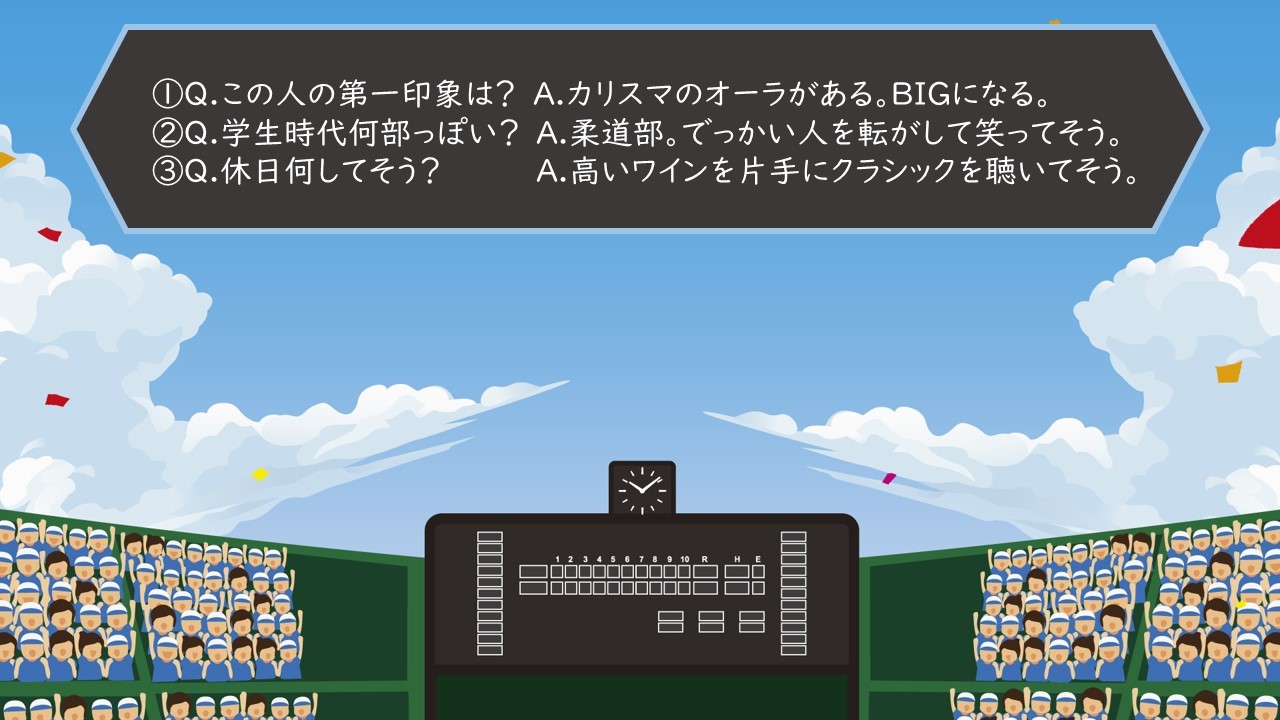 ①Q.この人の第一印象は? A.カリスマのオーラがある。BIGになる。
②Q.学生時代何部っぽい? A.柔道部。でっかい人を転がして笑ってそう。
③Q.休日何してそう? A.高いワインを片手にクラシックを聴いてそう。
1 2 3 4 5 6 7 8 9 10 R H E